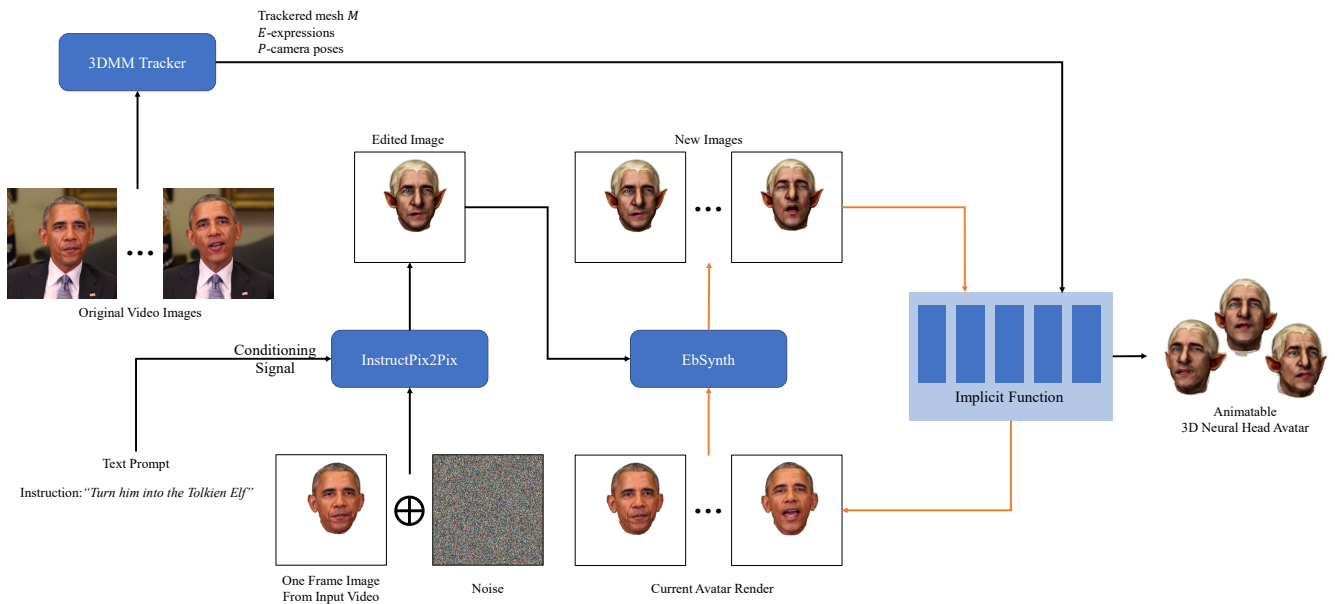 Trackered mesh M
E-expressions
P-camera poses
3DMM Tracker
Edited Image
New Images
Original Video Images
Conditioning
Signal
InstructPix2Pix
EbSynth
Implicit Function
Animatable
3D Neural Head Avatar
Text Prompt
Instruction: “Turn him into the Tolkien Elf”
One Frame Image
From Input Video
Noise
Current Avatar Render